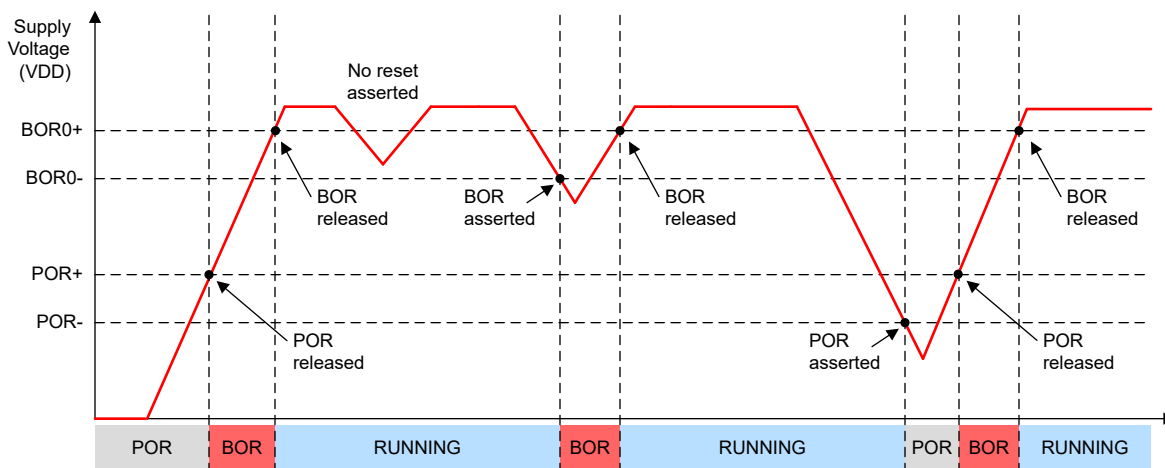 Supply
Voltage
(VDD)
No reset
asserted
BOR0+
BOR0-
POR+
POR-
BOR
released
BOR
asserted
BOR
released
BOR
released
POR
released
POR
asserted
POR
released
POR BOR RUNNING BOR RUNNING POR BOR RUNNING